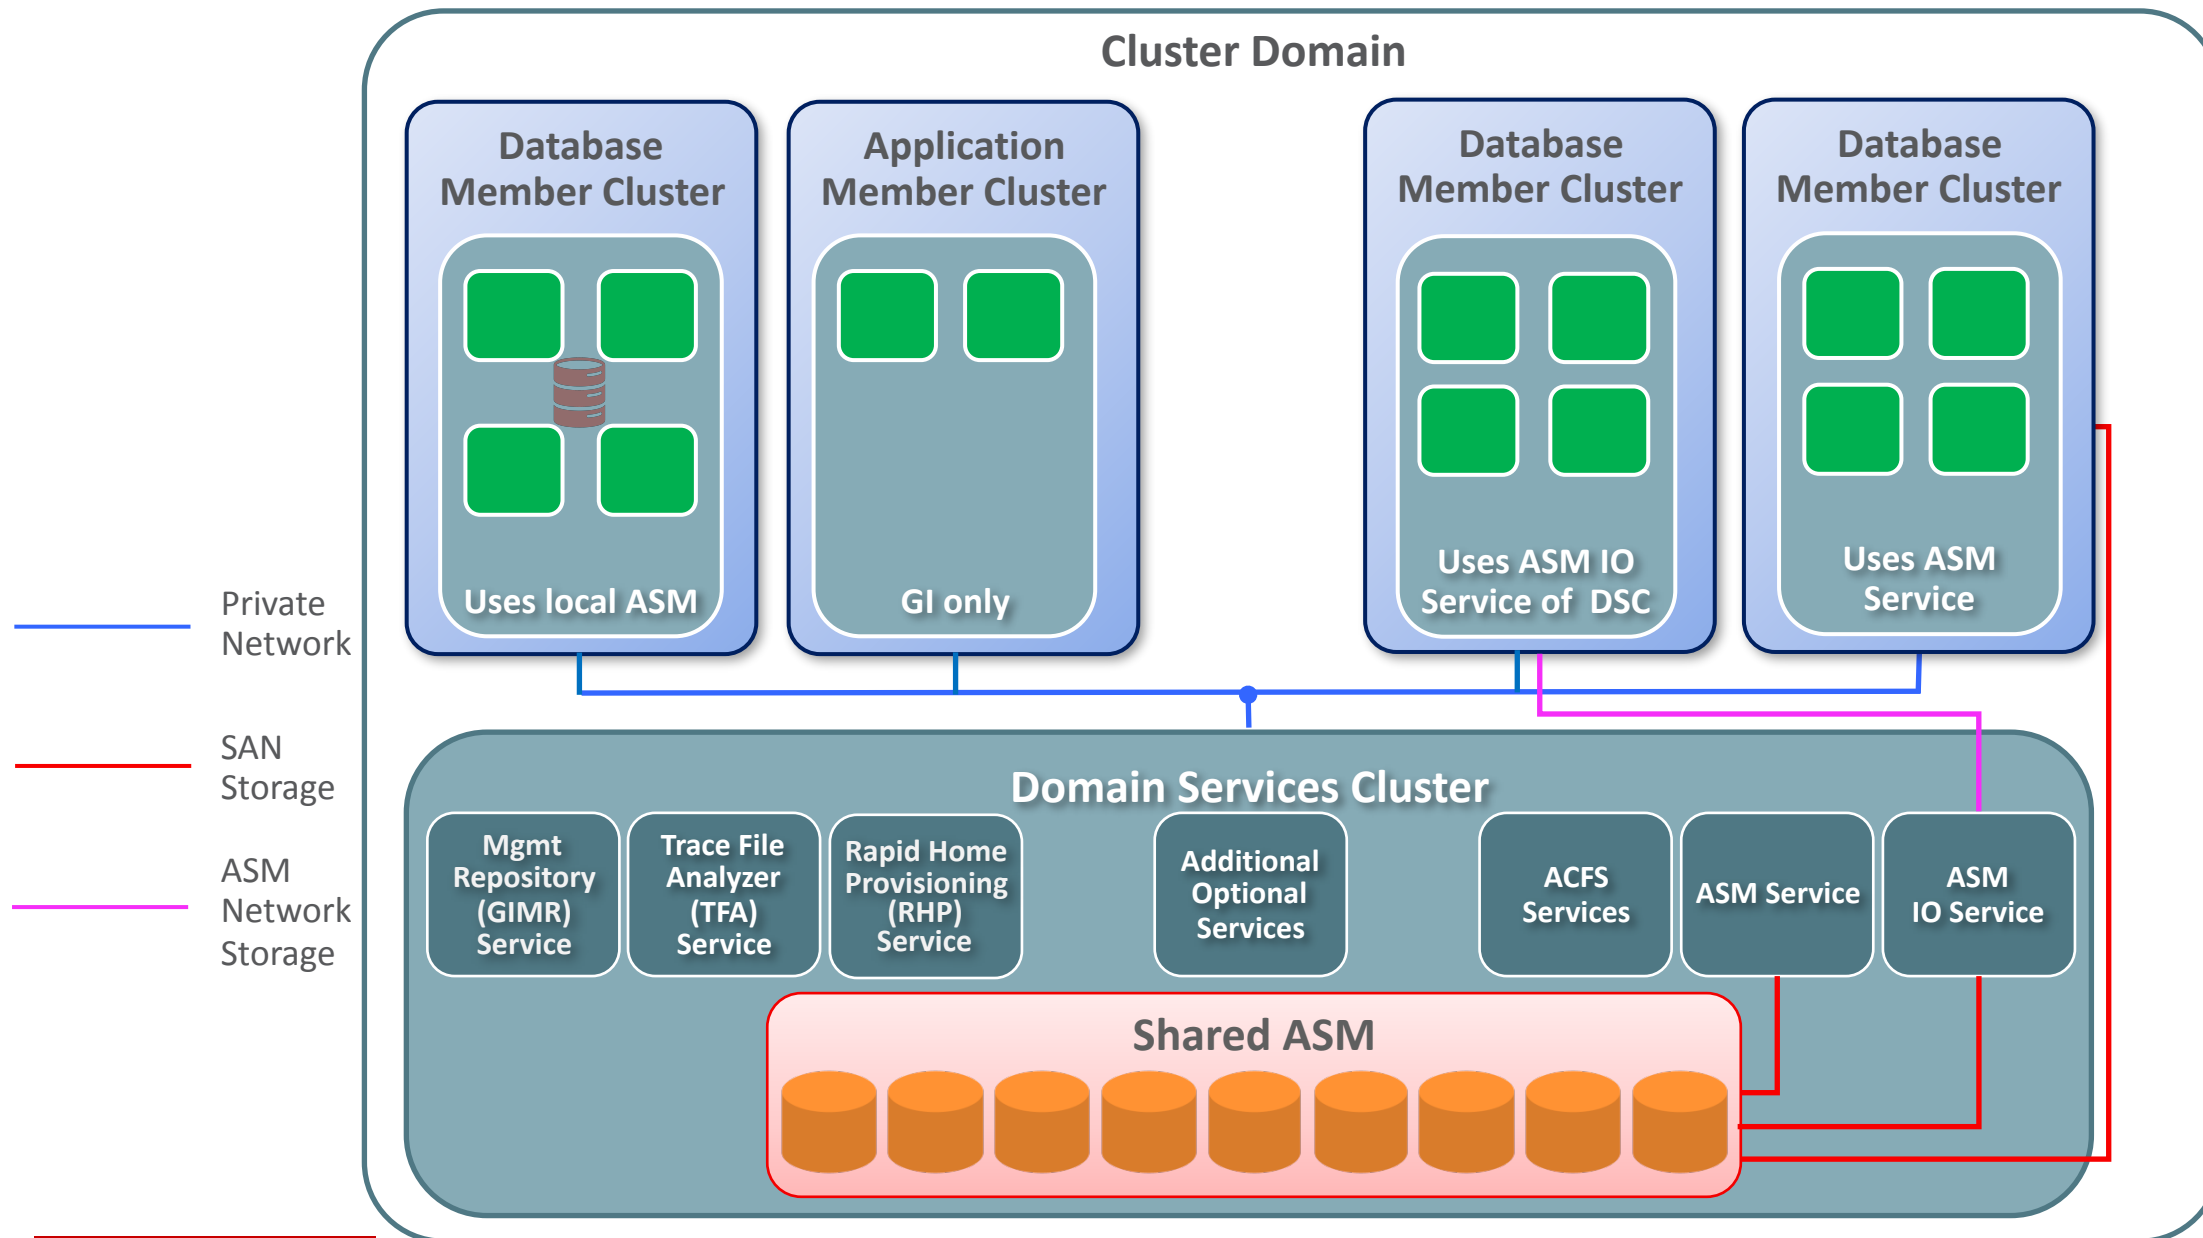 Cluster Domain
Database
Member Cluster
Uses local ASM
Application
Member Cluster
GI only
Database
Member Cluster
Uses ASM IO
Service of DSC
Database
Member Cluster
Uses ASM
Service
Private
Network
SAN
Storage
ASM
Network
Storage
Domain Services Cluster
Mgmt
Repository
(GIMR)
Service
Trace File
Analyzer
(TFA)
Service
Rapid Home
Provisioning
(RHP)
Service
Additional
Optional
Services
ACFS
Services
ASM Service
ASM
IO Service
Shared ASM